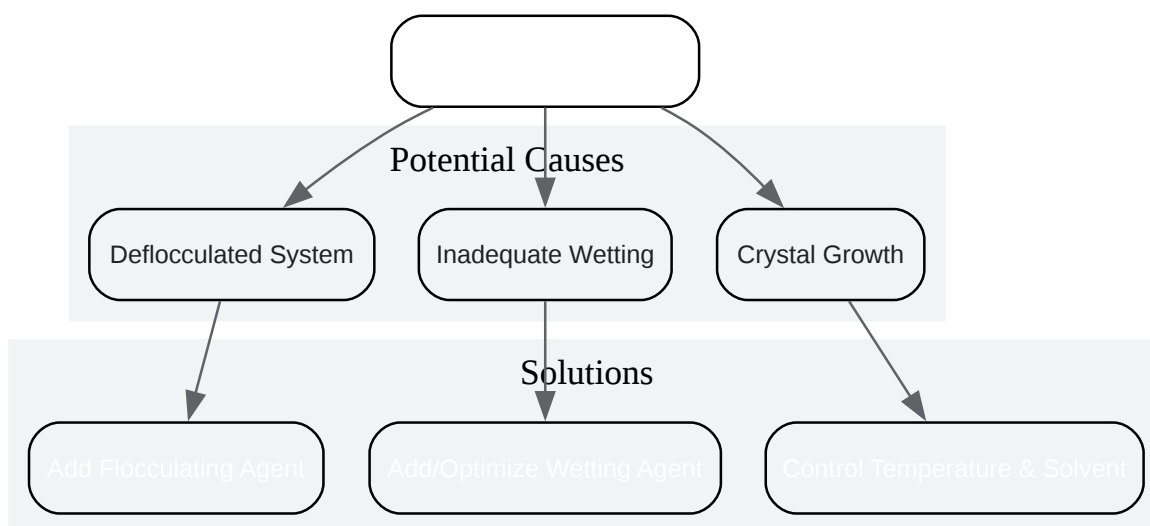 Potential Causes
Deflocculated System
Inadequate Wetting
Crystal Growth
Solutions
Add Flocculating Agent
Add/Optimize Wetting Agent
Control Temperature & Solvent